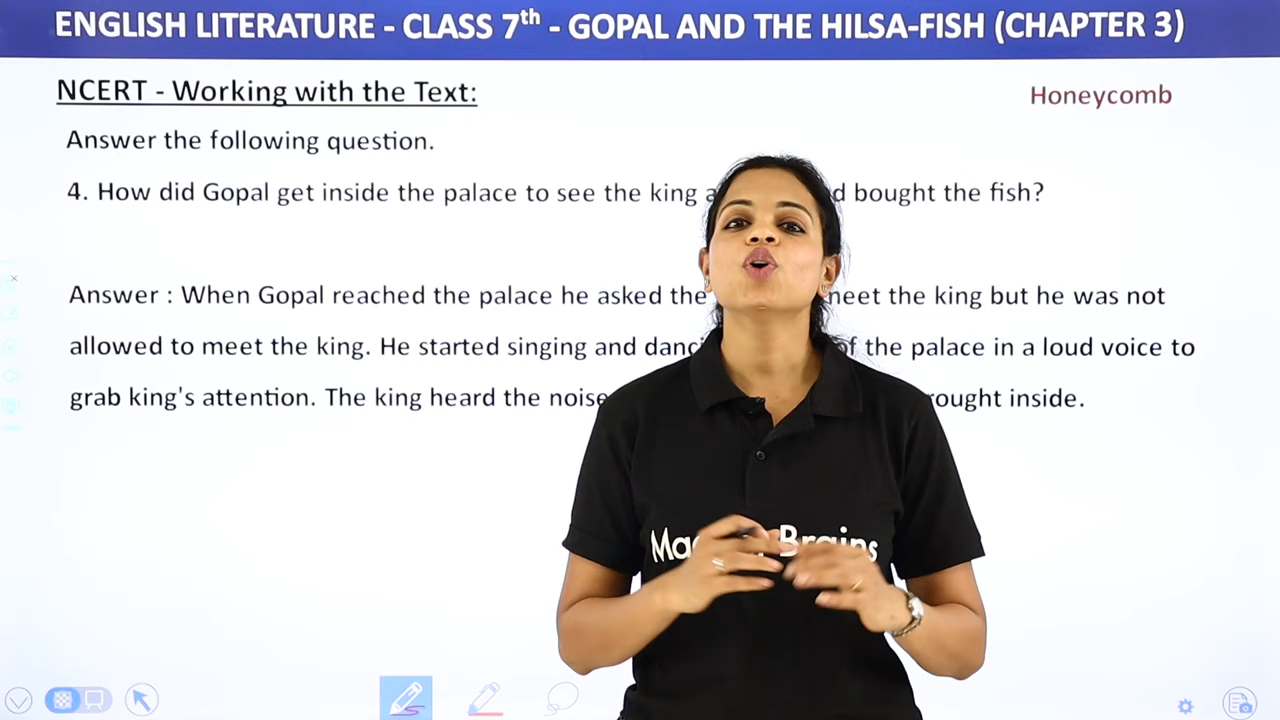 ENGLISH LITERATURE - CLASS 7th - GOPAL AND THE HILSA-FISH (CHAPTER 3)
NCERT - Working with the Text:
Honeycomb
Answer the following question.
4. How did Gopal get inside the palace to see the king bought the fish?
Answer : When Gopal reached the palace he asked the meet the king but he was not
allowed to meet the king. He started singing and of the palace in a loud voice to
grab king's attention. The king heard the noise inside.
Brains